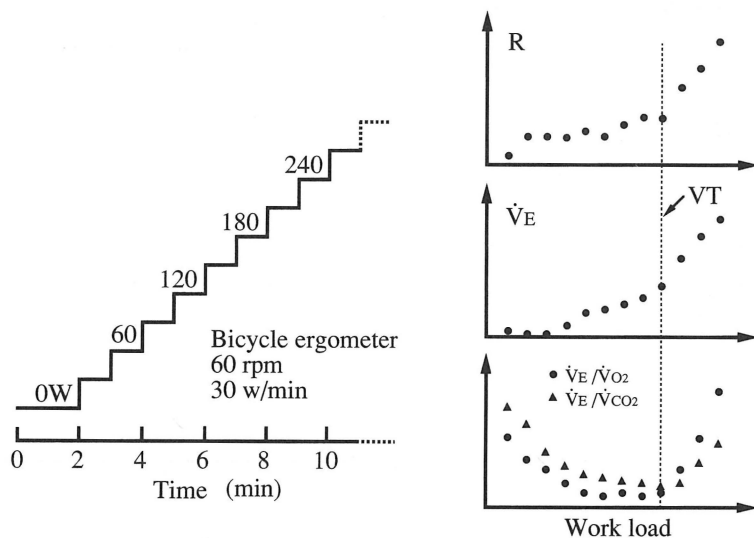 240
180
120
60
0W
Bicycle ergometer
60 rpm
30 w/min
0 2 4 6 8 10
Time (min)
R
VT
V̇E
● V̇E/V̇O2
▲ V̇E/V̇CO2
Work load